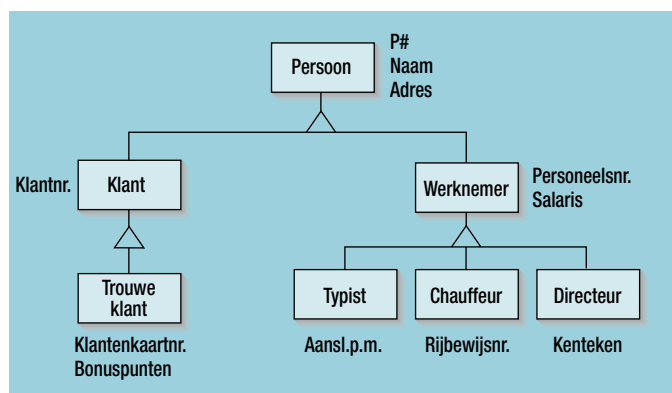 P#
Persoon
Naam
Adres
Klantnr.
Klant
Werknemer
Personeelsnr.
Salaris
Trouwe
klant
Typist
Chauffeur
Directeur
Klantenkaartnr.
Bonuspunten
Aansl.p.m.
Rijbewijsnr.
Kenteken